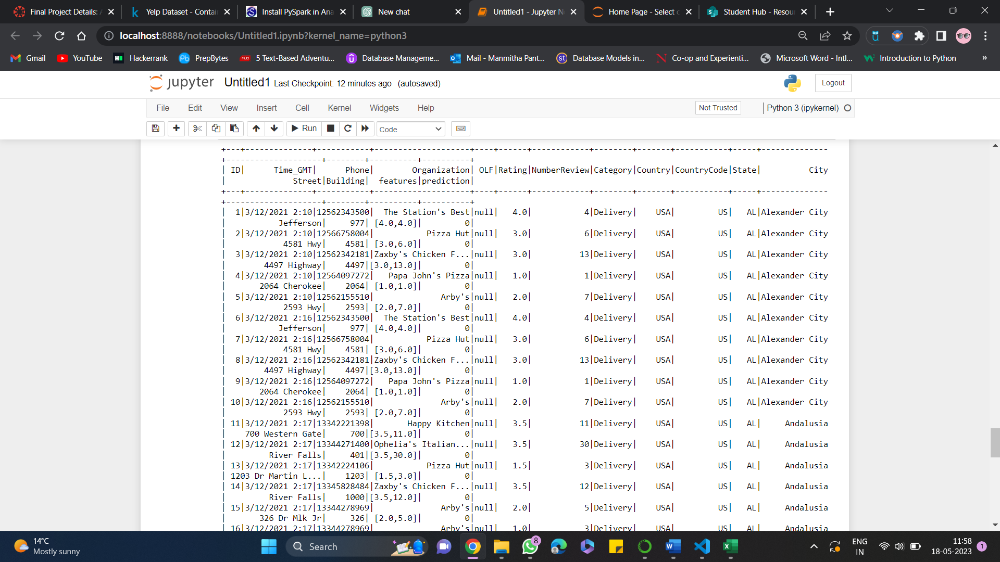 Final Project Details: A
Yelp Dataset - Contai
Install PySpark in Ana
New chat
Untitled1 - Jupyter N
Home Page - Select o
Student Hub - Resou
localhost:8888/notebooks/Untitled1.ipynb?kernel_name=python3
Gmail YouTube Hackerrank PrepBytes 5 Text-Based Adventu... Database Manageme... Mail - Manmitha Pant... Database Models in... Co-op and Experienti... Microsoft Word - Intl... Introduction to Python »
jupyter Untitled1 Last Checkpoint: 12 minutes ago (autosaved) Logout
File Edit View Insert Cell Kernel Widgets Help Not Trusted Python 3 (ipykernel)
Run Code
+---+--------------+-----------+--------------------+----+------+------------+--------+-------+-----------+-----+--------------
+--------------------+--------+----------+----------+
| ID| Time_GMT| Phone| Organization| OLF|Rating|NumberReview|Category|Country|CountryCode|State| City
| Street|Building| features|prediction|
+---+--------------+-----------+--------------------+----+------+------------+--------+-------+-----------+-----+--------------
+--------------------+--------+----------+----------+
| 1|3/12/2021 2:10|12562343500| The Station's Best|null| 4.0| 4|Delivery| USA| US| AL|Alexander City
| Jefferson| 977| [4.0,4.0]| 0|
| 2|3/12/2021 2:10|12566758004| Pizza Hut|null| 3.0| 6|Delivery| USA| US| AL|Alexander City
| 4581 Hwy| 4581| [3.0,6.0]| 0|
| 3|3/12/2021 2:10|12562342181|Zaxby's Chicken F...|null| 3.0| 13|Delivery| USA| US| AL|Alexander City
| 4497 Highway| 4497|[3.0,13.0]| 0|
| 4|3/12/2021 2:10|12564097272| Papa John's Pizza|null| 1.0| 1|Delivery| USA| US| AL|Alexander City
| 2064 Cherokee| 2064| [1.0,1.0]| 0|
| 5|3/12/2021 2:10|12562155510| Arby's|null| 2.0| 7|Delivery| USA| US| AL|Alexander City
| 2593 Hwy| 2593| [2.0,7.0]| 0|
| 6|3/12/2021 2:16|12562343500| The Station's Best|null| 4.0| 4|Delivery| USA| US| AL|Alexander City
| Jefferson| 977| [4.0,4.0]| 0|
| 7|3/12/2021 2:16|12566758004| Pizza Hut|null| 3.0| 6|Delivery| USA| US| AL|Alexander City
| 4581 Hwy| 4581| [3.0,6.0]| 0|
| 8|3/12/2021 2:16|12562342181|Zaxby's Chicken F...|null| 3.0| 13|Delivery| USA| US| AL|Alexander City
| 4497 Highway| 4497|[3.0,13.0]| 0|
| 9|3/12/2021 2:16|12564097272| Papa John's Pizza|null| 1.0| 1|Delivery| USA| US| AL|Alexander City
| 2064 Cherokee| 2064| [1.0,1.0]| 0|
| 10|3/12/2021 2:16|12562155510| Arby's|null| 2.0| 7|Delivery| USA| US| AL|Alexander City
| 2593 Hwy| 2593| [2.0,7.0]| 0|
| 11|3/12/2021 2:17|13342221398| Happy Kitchen|null| 3.5| 11|Delivery| USA| US| AL| Andalusia
| 700 Western Gate| 700|[3.5,11.0]| 0|
| 12|3/12/2021 2:17|13344271400|Ophelia's Italian...|null| 3.5| 30|Delivery| USA| US| AL| Andalusia
| River Falls| 401|[3.5,30.0]| 0|
| 13|3/12/2021 2:17|13342224106| Pizza Hut|null| 1.5| 3|Delivery| USA| US| AL| Andalusia
| 1203 Dr Martin L...| 1203| [1.5,3.0]| 0|
| 14|3/12/2021 2:17|13345828484|Zaxby's Chicken F...|null| 3.5| 12|Delivery| USA| US| AL| Andalusia
| River Falls| 1000|[3.5,12.0]| 0|
| 15|3/12/2021 2:17|13344278969| Arby's|null| 2.0| 5|Delivery| USA| US| AL| Andalusia
| 326 Dr Mlk Jr| 326| [2.0,5.0]| 0|
| 16|3/12/2021 2:17|13344278969| Arby's|null| 1.0| 3|Delivery| USA| US| AL| Andalusia
14°C
Mostly sunny
Search
8
ENG
IN
11:58
18-05-2023
1